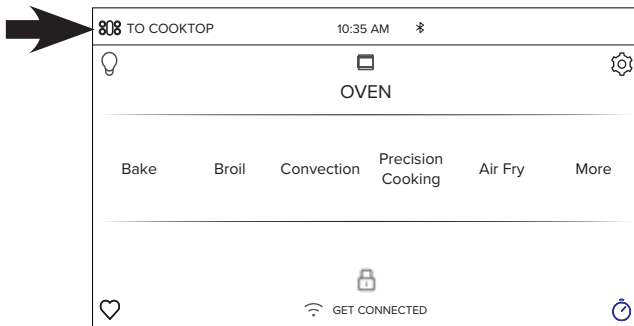 TO COOKTOP 10:35 AM
OVEN
Bake Broil Convection Precision Cooking Air Fry More
GET CONNECTED